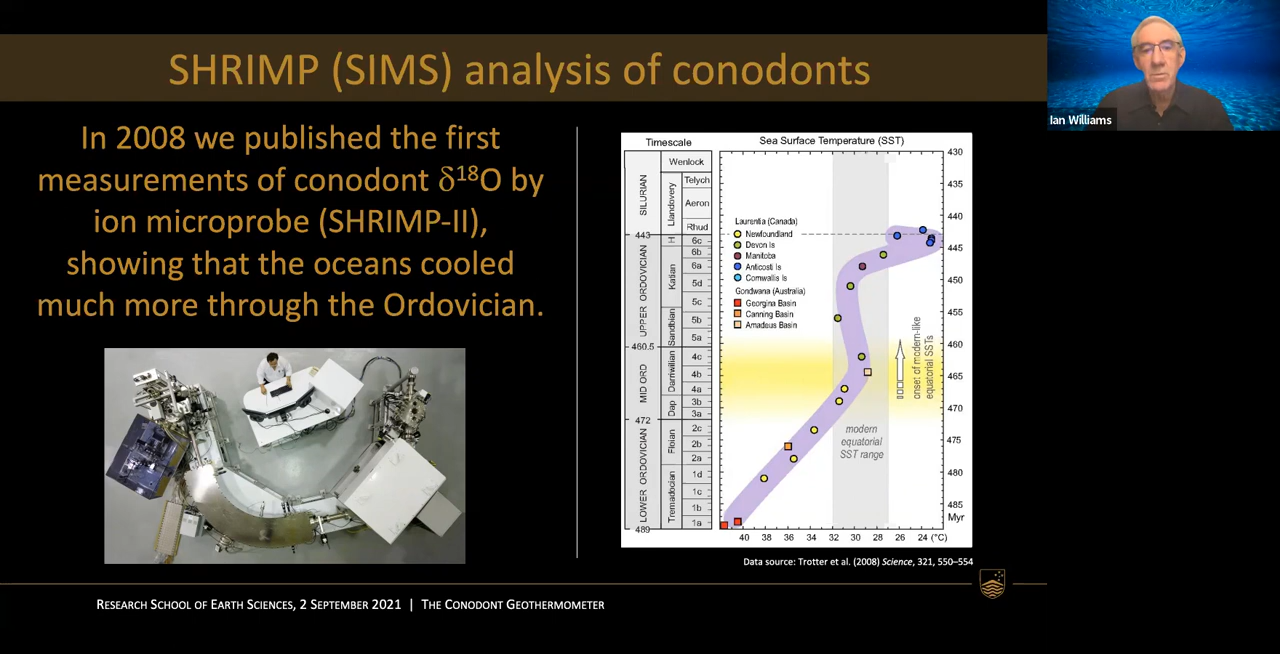 SHRIMP (SIMS) analysis of conodonts
Ian Williams
In 2008 we published the first
measurements of conodont δ¹⁸O by
ion microprobe (SHRIMP-II),
showing that the oceans cooled
much more through the Ordovician.
Timescale
Sea Surface Temperature (SST)
SILURIAN
Wenlock
Llandovery
Telych
Aeron
Rhud
443
UPPER ORDOVICIAN
H
6c
6b
Katian
6a
5d
5c
Sandbian
5b
5a
460.5
MID ORD
Darriwilian
4c
4b
4a
Dap
3b
3a
472
LOWER ORDOVICIAN
Floian
2c
2b
2a
Tremadocian
1d
1c
1b
1a
489
Laurentia (Canada)
Newfoundland
Devon Is
Manitoba
Anticosti Is
Cornwallis Is
Gondwana (Australia)
Georgina Basin
Canning Basin
Amadeus Basin
modern
equatorial
SST range
onset of modern-like
equatorial SSTs
430
435
440
445
450
455
460
465
470
475
480
485
Myr
40 38 36 34 32 30 28 26 24 (°C)
Data source: Trotter et al. (2008) Science, 321, 550–554
RESEARCH SCHOOL OF EARTH SCIENCES, 2 SEPTEMBER 2021 | THE CONODONT GEOTHERMOMETER